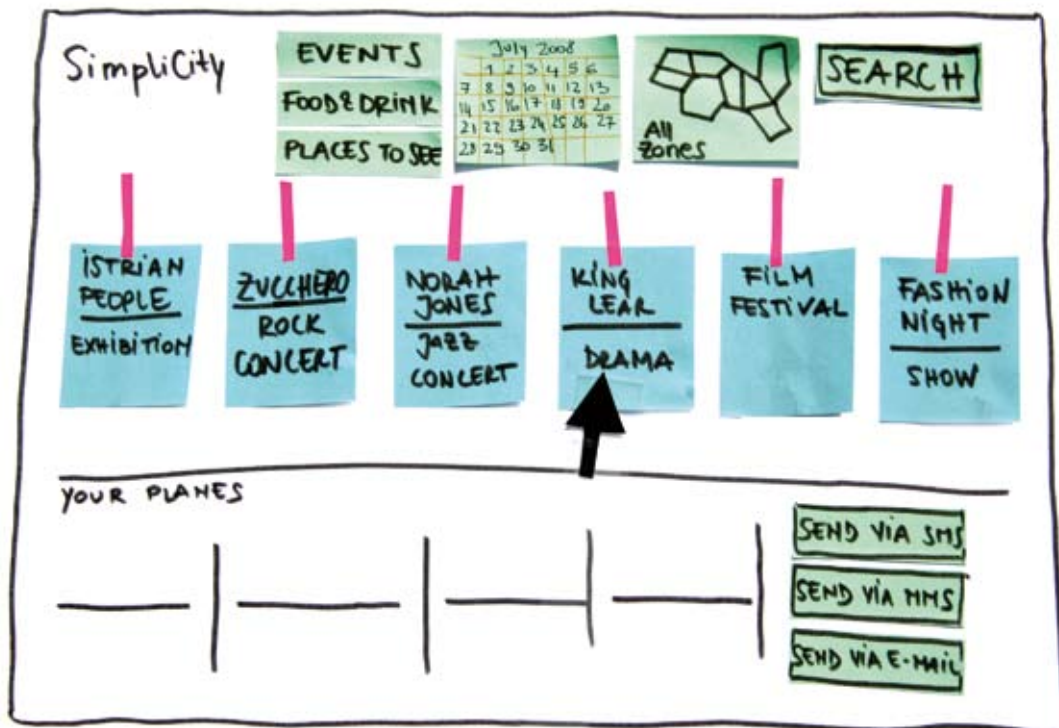 SimpliCity
EVENTS
FOOD & DRINK
PLACES TO SEE
July 2008
1 2 3 4 5 6
7 8 9 10 11 12 13
14 15 16 17 18 19 20
21 22 23 24 25 26 27
28 29 30 31
All
Zones
SEARCH
iSTRIAN
PEOPLE
EXHIBITION
ZUCCHERO
ROCK
CONCERT
NORAH
JONES
JAZZ
CONCERT
KING
LEAR
DRAMA
FILM
FESTIVAL
FASHION
NIGHT
SHOW
YOUR PLANES
SEND VIA SMS
SEND VIA MMS
SEND VIA E-MAIL